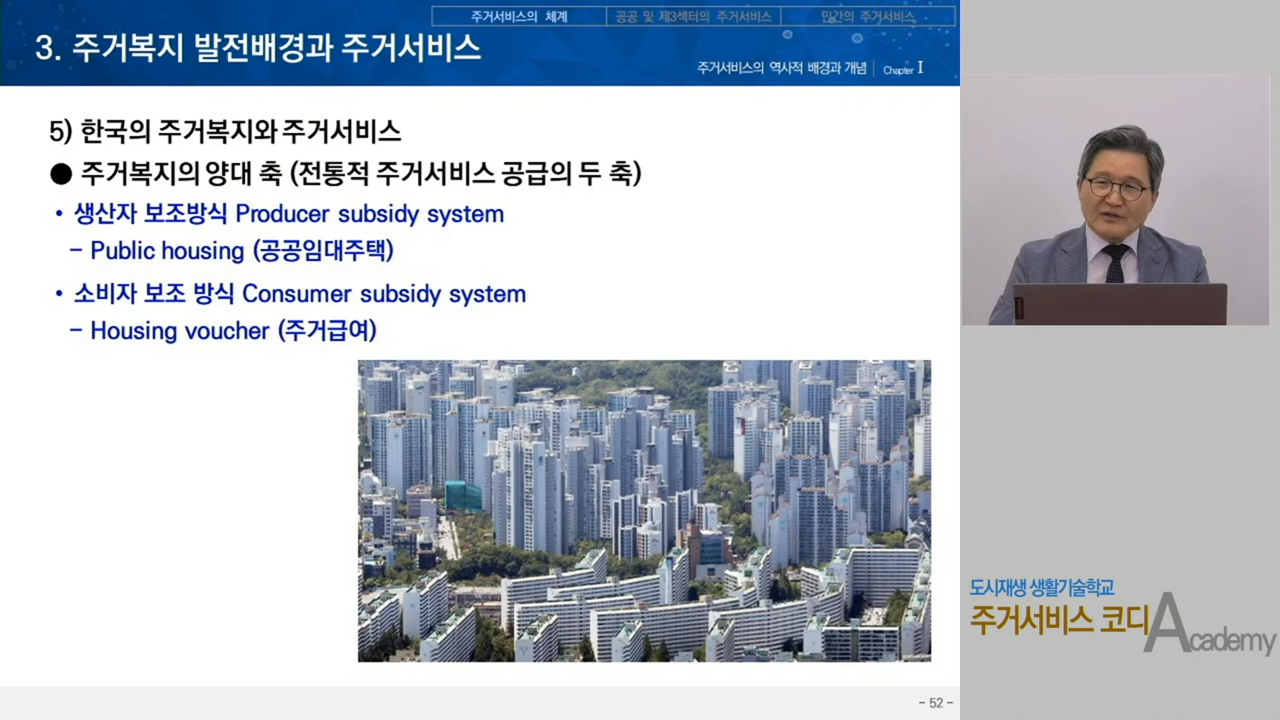 주거서비스의 체계
공공 및 제3섹터의 주거서비스
민간의 주거서비스
3. 주거복지 발전배경과 주거서비스
주거서비스의 역사적 배경과 개념 Chapter I
5) 한국의 주거복지와 주거서비스
● 주거복지의 양대 축 (전통적 주거서비스 공급의 두 축)
• 생산자 보조방식 Producer subsidy system
– Public housing (공공임대주택)
• 소비자 보조 방식 Consumer subsidy system
– Housing voucher (주거급여)
- 52 -
도시재생 생활기술학교
주거서비스 코디 Academy